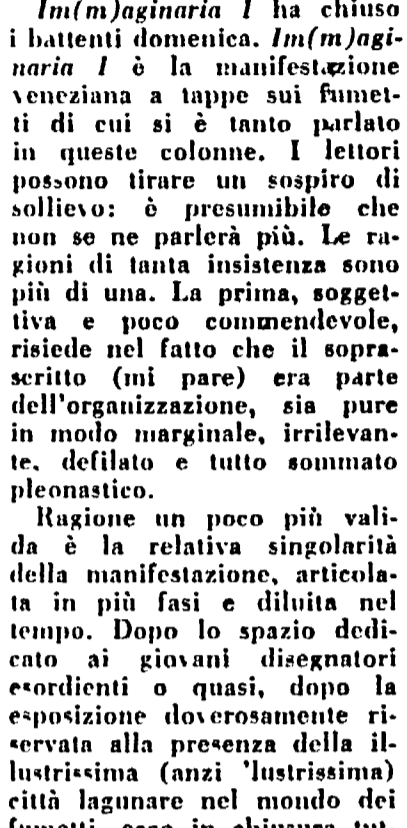 Im(m)aginaria 1 ha chiuso
i battenti domenica. Im(m)agi-
naria 1 è la manifestazione
veneziana a tappe sui fumet-
ti di cui si è tanto parlato
in queste colonne. I lettori
possono tirare un sospiro di
sollievo: è presumibile che
non se ne parlerà più. Le ra-
gioni di tanta insistenza sono
più di una. La prima, sogget-
tiva e poco commendevole,
risiede nel fatto che il sopra-
scritto (mi pare) era parte
dell'organizzazione, sia pure
in modo marginale, irrilevan-
te, defilato e tutto sommato
pleonastico.
Ragione un poco più vali-
da è la relativa singolarità
della manifestazione, articola-
ta in più fasi e diluita nel
tempo. Dopo lo spazio dedi-
cato ai giovani disegnatori
esordienti o quasi, dopo la
esposizione doverosamente ri-
servata alla presenza della il-
lustrissima (anzi 'lustrissima)
città lagunare nel mondo dei